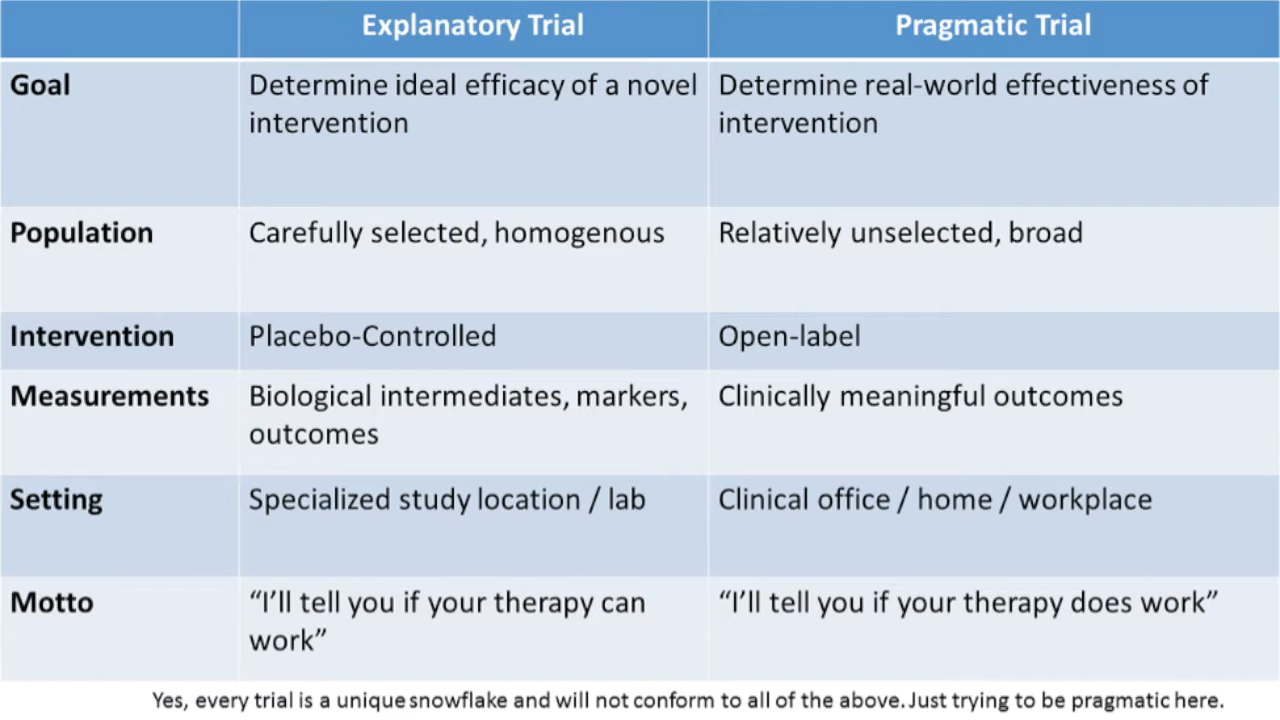 Explanatory Trial
Pragmatic Trial
Goal
Determine ideal efficacy of a novel
intervention
Determine real-world effectiveness of
intervention
Population
Carefully selected, homogenous
Relatively unselected, broad
Intervention
Placebo-Controlled
Open-label
Measurements
Biological intermediates, markers,
outcomes
Clinically meaningful outcomes
Setting
Specialized study location / lab
Clinical office / home / workplace
Motto
“I’ll tell you if your therapy can
work”
“I’ll tell you if your therapy does work”
Yes, every trial is a unique snowflake and will not conform to all of the above. Just trying to be pragmatic here.